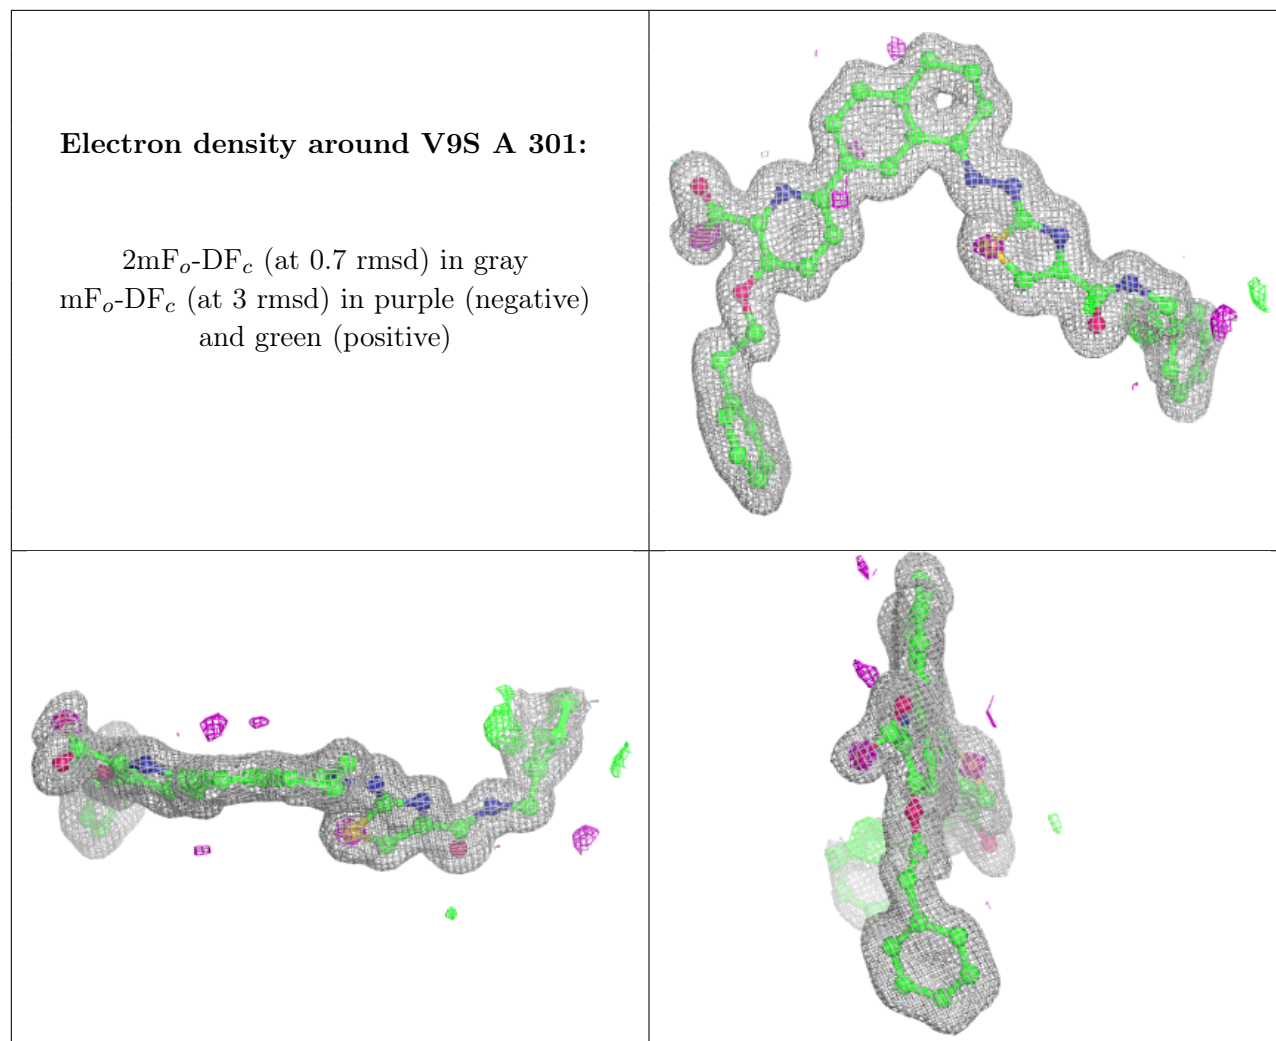 Electron density around V9S A 301:
2mFo-DFc (at 0.7 rmsd) in gray
mFo-DFc (at 3 rmsd) in purple (negative)
and green (positive)